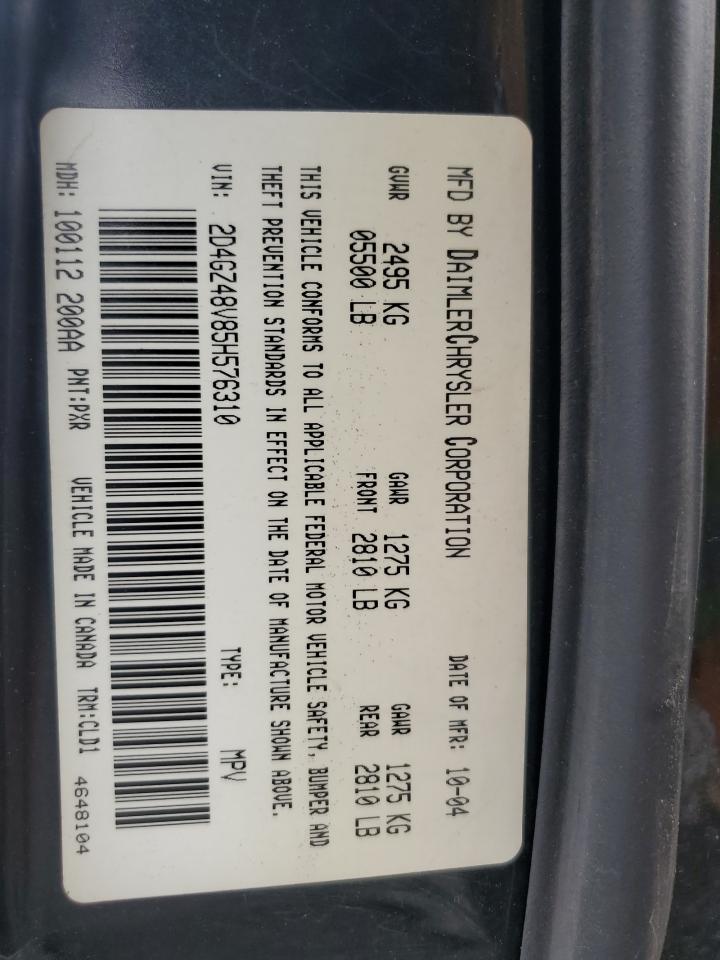 MFD BY DAIMLERCHRYSLER CORPORATION DATE OF MFR: 10-04
GVWR 2495 KG GAWR 1275 KG GAWR 1275 KG
05500 LB FRONT 2810 LB REAR 2810 LB
THIS VEHICLE CONFORMS TO ALL APPLICABLE FEDERAL MOTOR VEHICLE SAFETY, BUMPER AND
THEFT PREVENTION STANDARDS IN EFFECT ON THE DATE OF MANUFACTURE SHOWN ABOVE.
VIN: 2D4GZ48V85H576310 TYPE: MPV
MDH: 100112 200AA PNT:PXR VEHICLE MADE IN CANADA TRM:CLD1 4648104